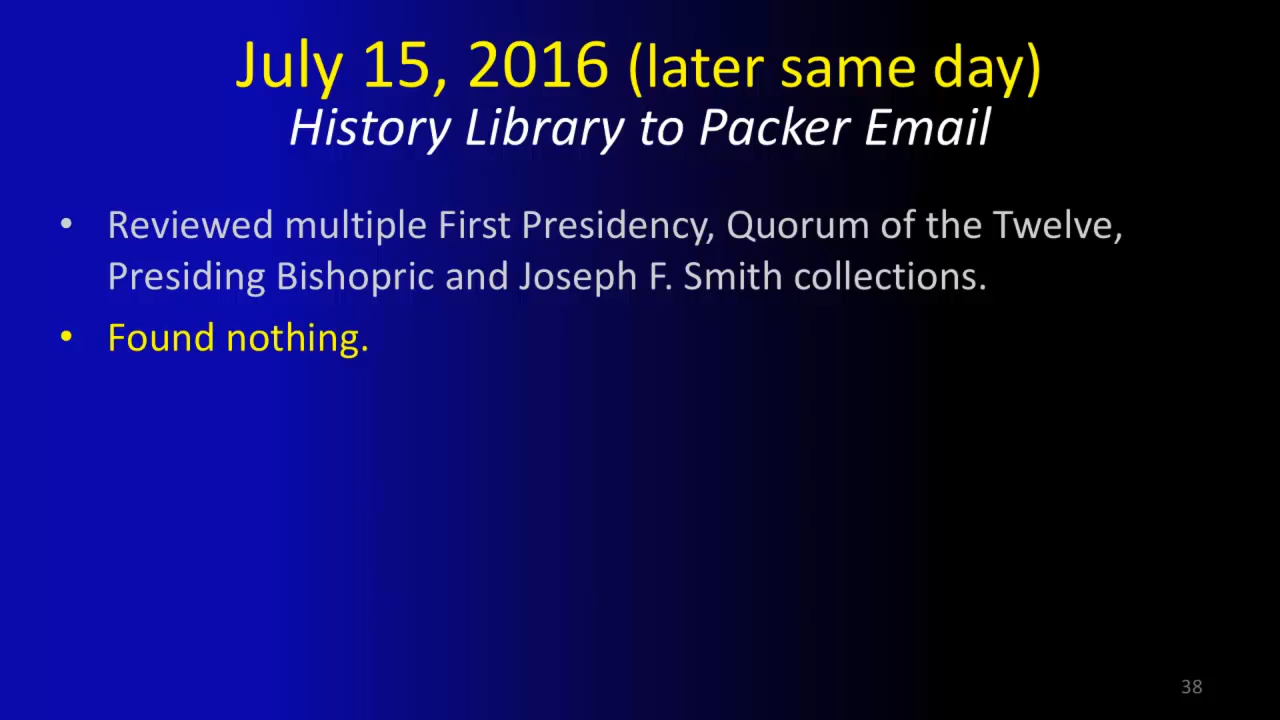 July 15, 2016 (later same day)
History Library to Packer Email
• Reviewed multiple First Presidency, Quorum of the Twelve,
Presiding Bishopric and Joseph F. Smith collections.
• Found nothing.
38